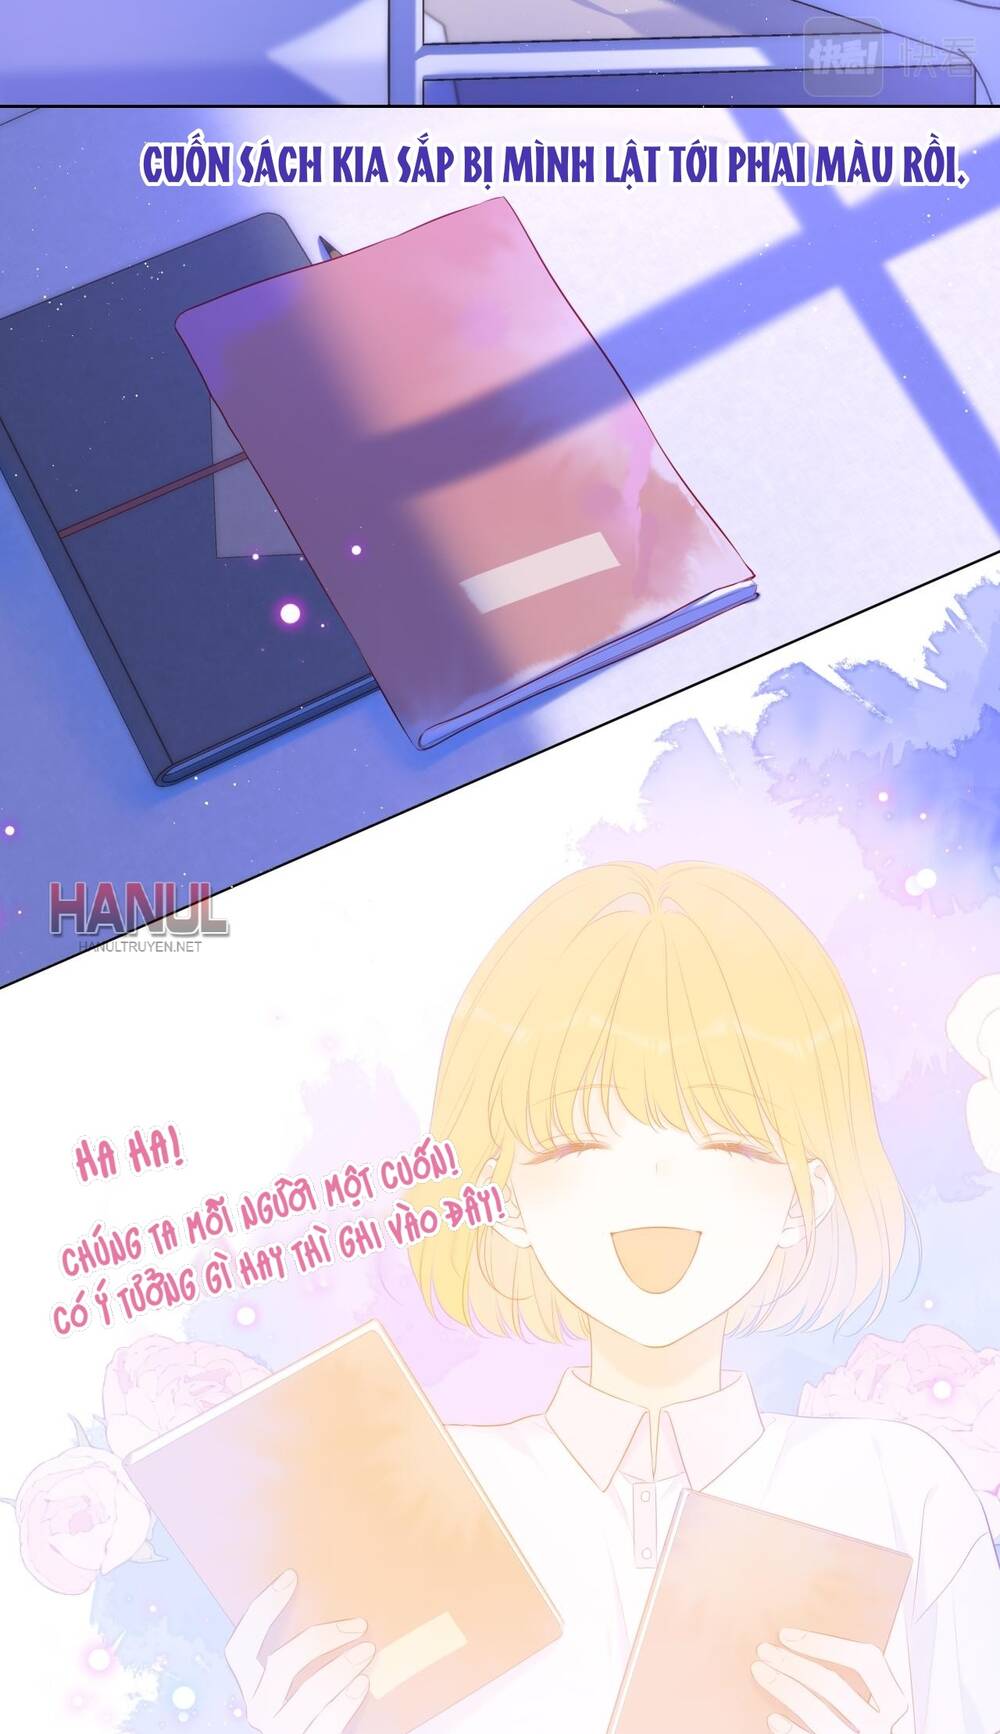 快看! 快看
CUỐN SÁCH KIA SẮP BỊ MÌNH LẬT TỚI PHAI MÀU RỒI.
HANUL
HANULTRUYEN.NET
HA HA!
CHÚNG TA MỖI NGƯỜI MỘT CUỐN!
CÓ Ý TƯỞNG GÌ HAY THÌ GHI VÀO ĐÂY!